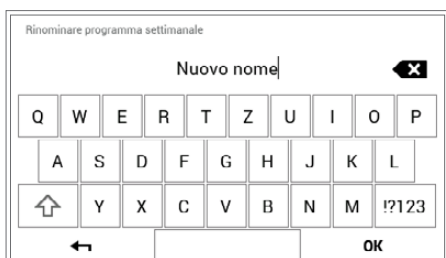 Rinominare programma settimanale
Nuovo nome
Q W E R T Z U I O P
A S D F G H J K L
Y X C V B N M !?123
OK